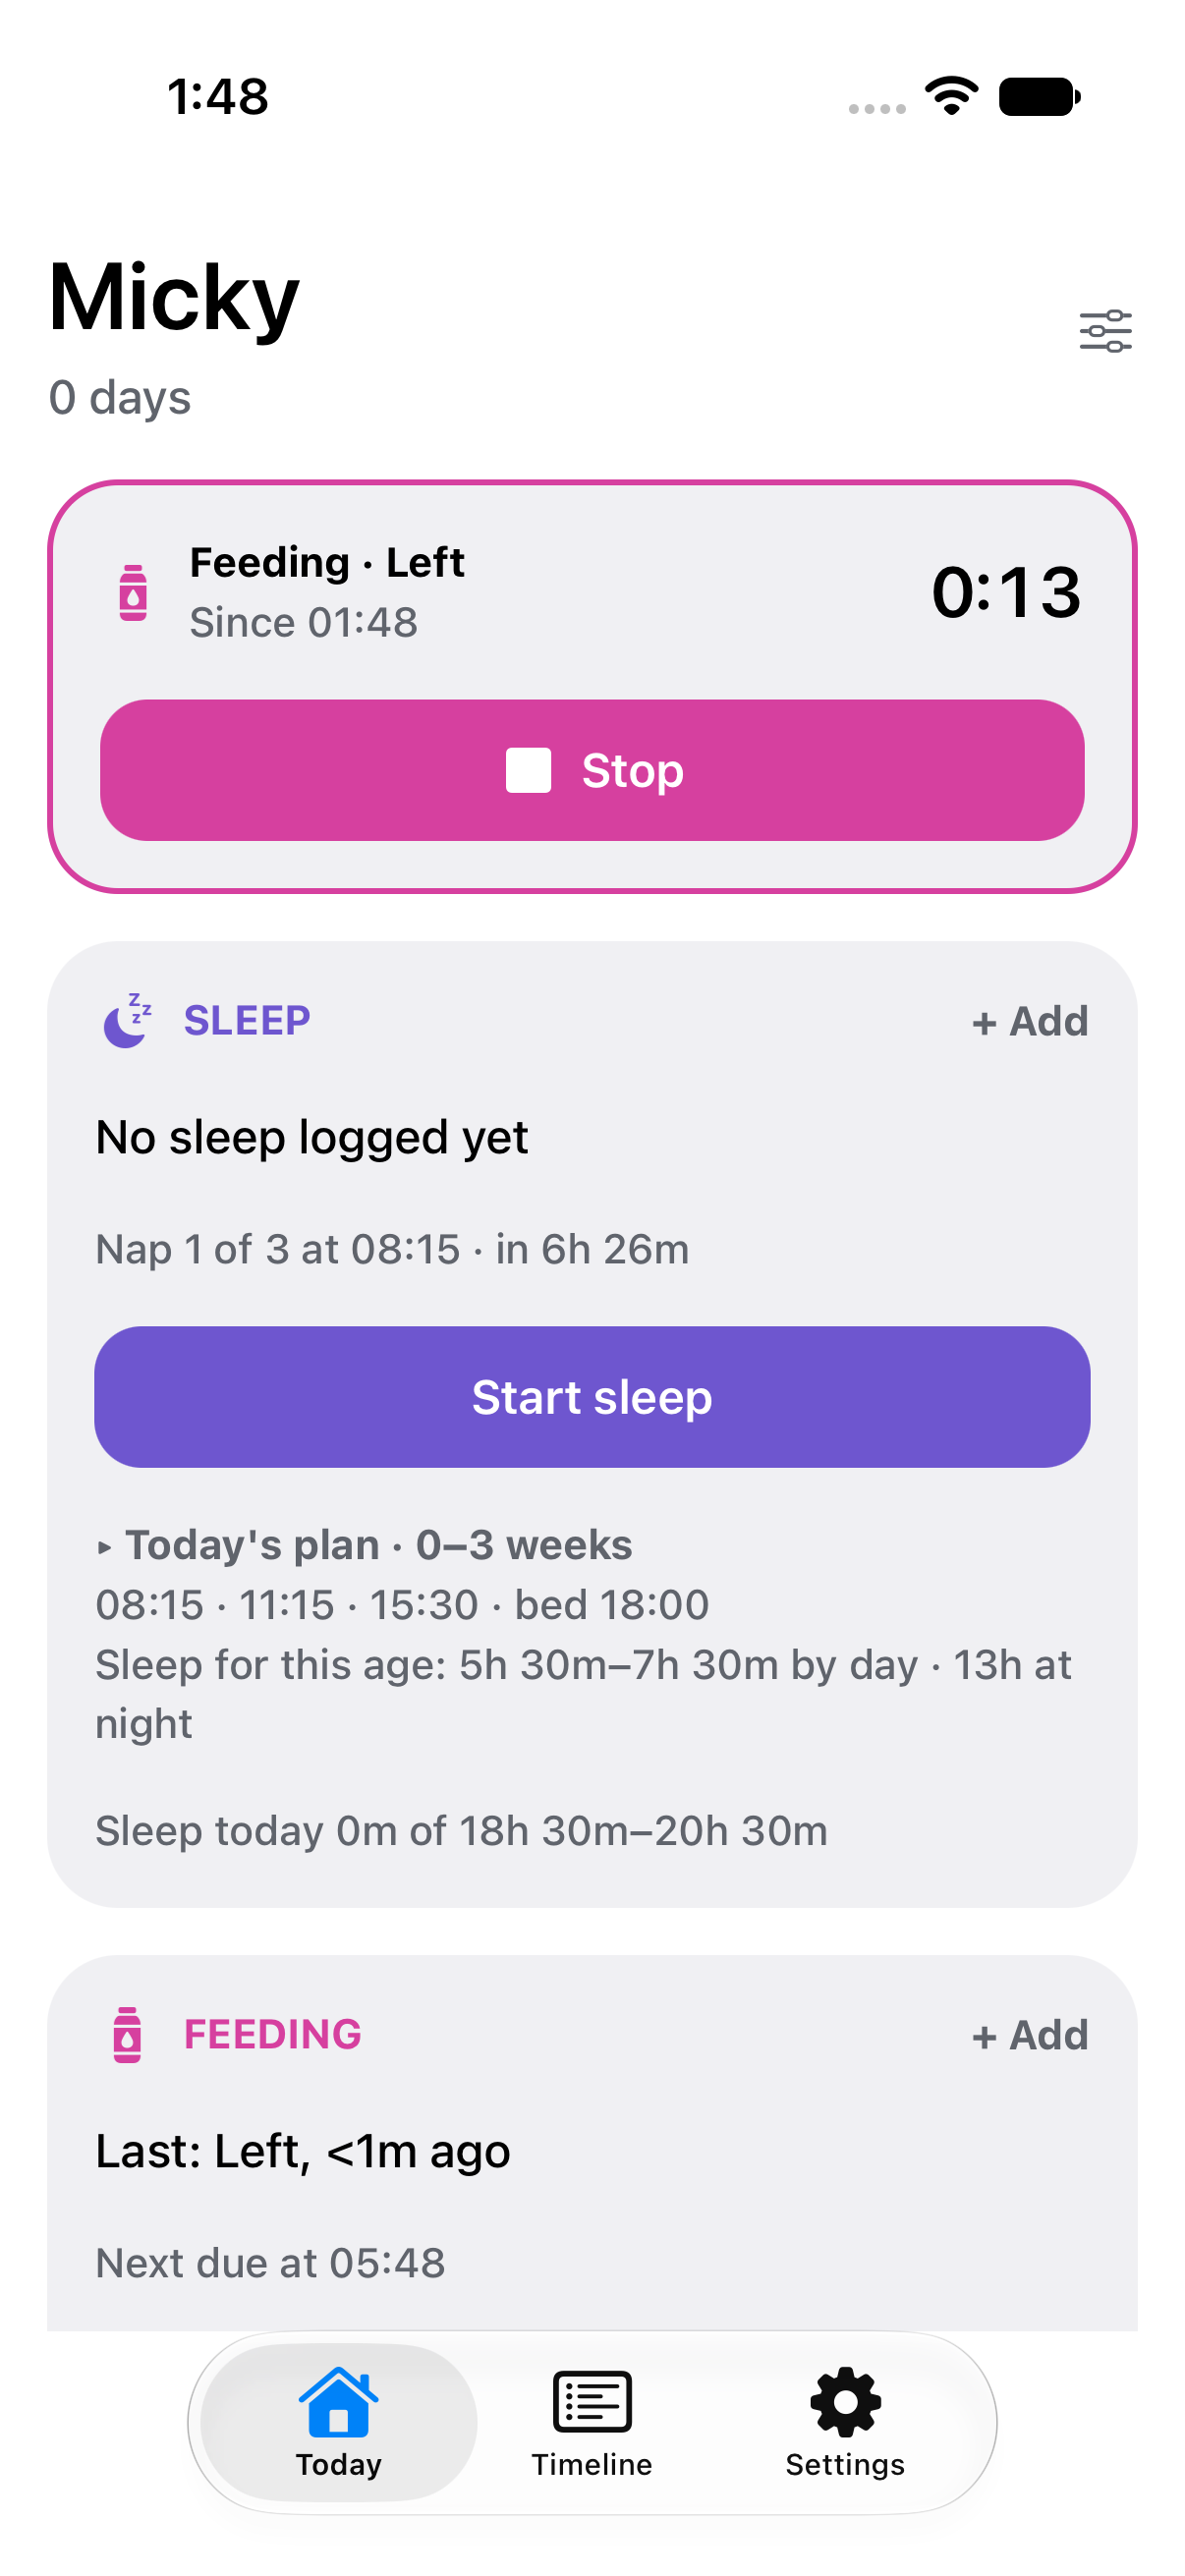 1:48
Micky
0 days
Feeding · Left
Since 01:48
0:13
Stop
SLEEP
+ Add
No sleep logged yet
Nap 1 of 3 at 08:15 · in 6h 26m
Start sleep
▸ Today's plan · 0–3 weeks
08:15 · 11:15 · 15:30 · bed 18:00
Sleep for this age: 5h 30m–7h 30m by day · 13h at
night
Sleep today 0m of 18h 30m–20h 30m
FEEDING
+ Add
Last: Left, <1m ago
Next due at 05:48
Today
Timeline
Settings